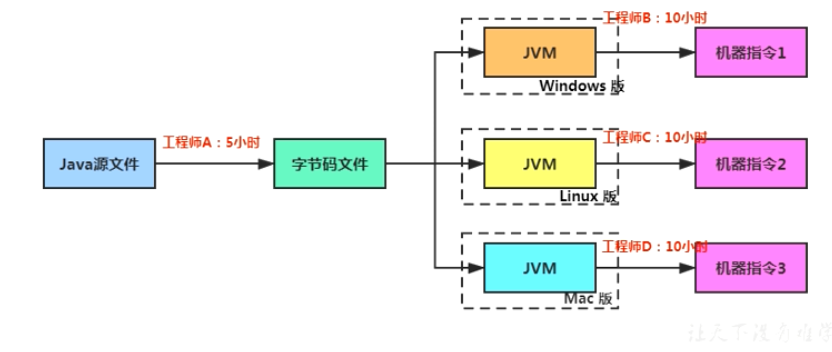 工程师B：10小时
JVM
机器指令1
Windows 版
工程师A：5小时
工程师C：10小时
Java源文件
字节码文件
JVM
机器指令2
Linux 版
工程师D：10小时
JVM
机器指令3
Mac 版
让天下没有难学